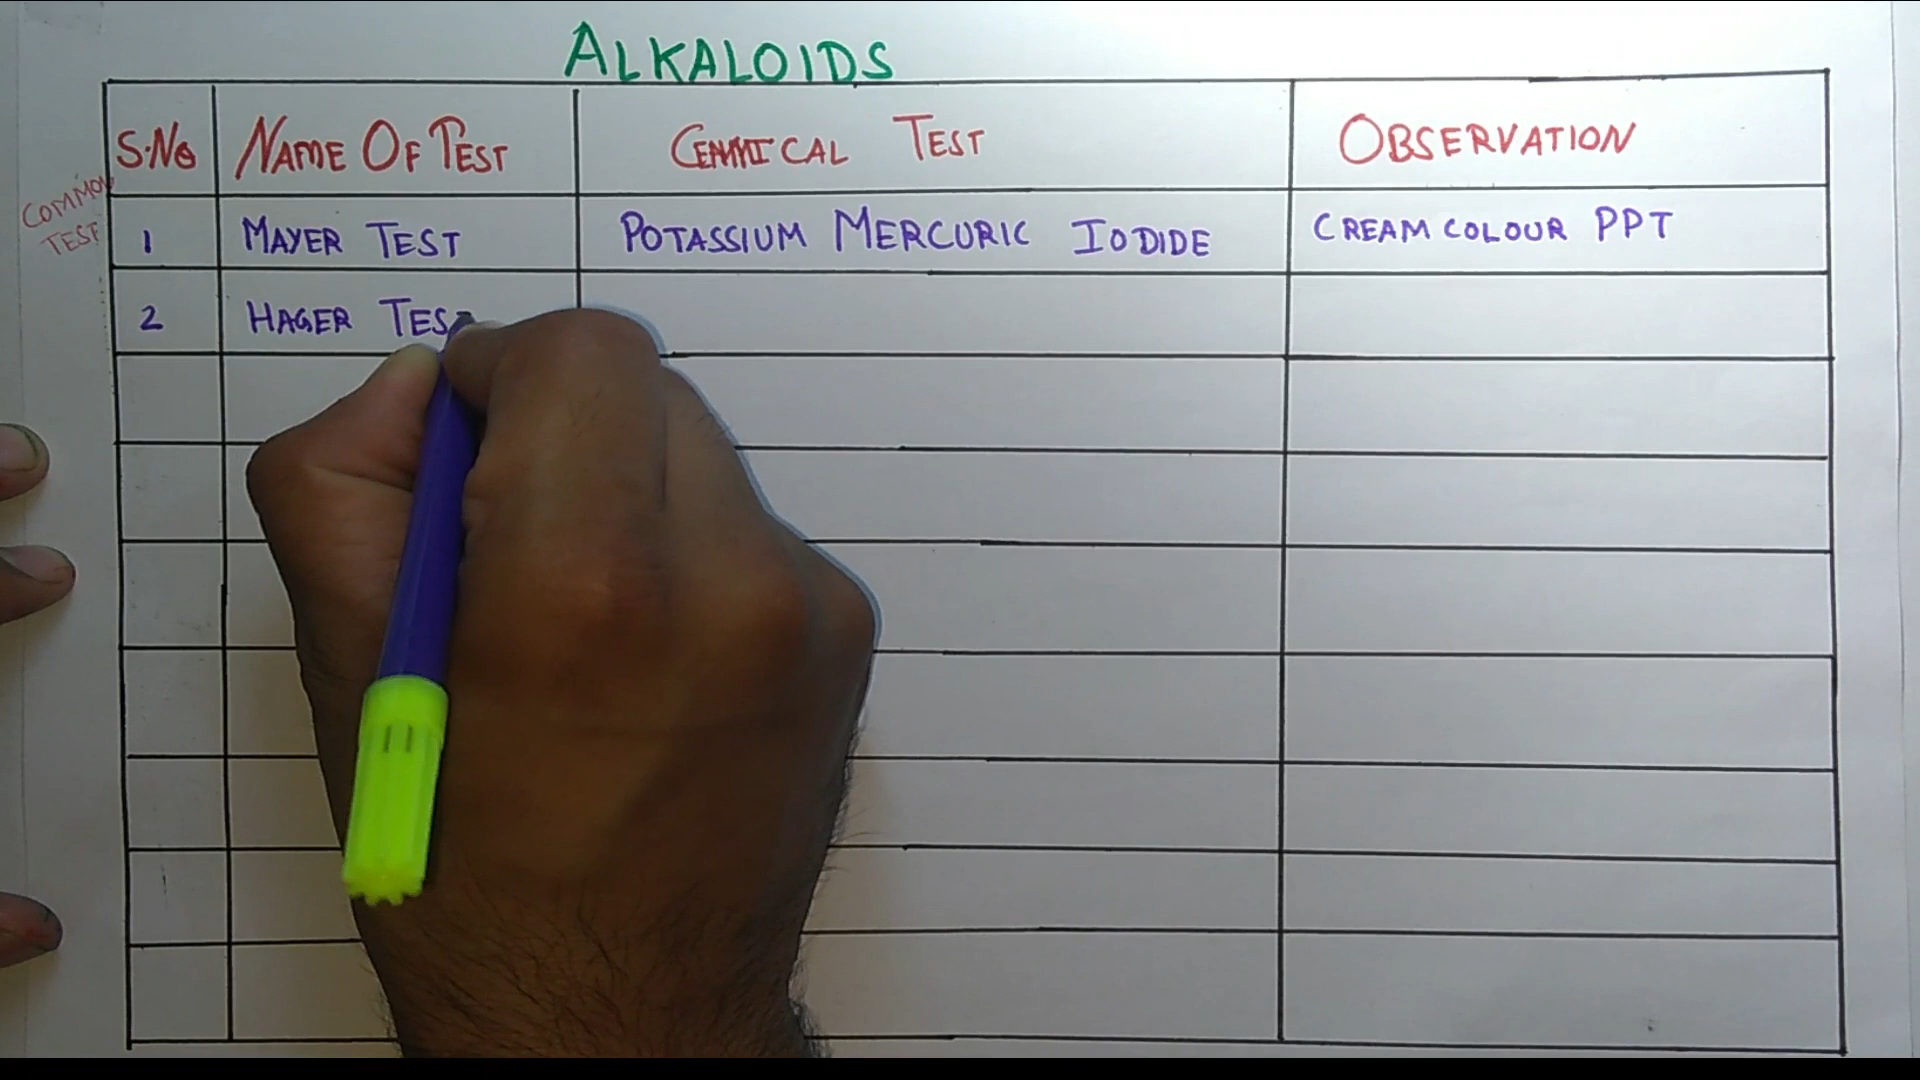 ALKALOIDS
S.No NAME OF TEST CEMICAL TEST OBSERVATION
COMMON
TEST
1 MAYER TEST POTASSIUM MERCURIC IODIDE CREAM COLOUR PPT
2 HAGER TES